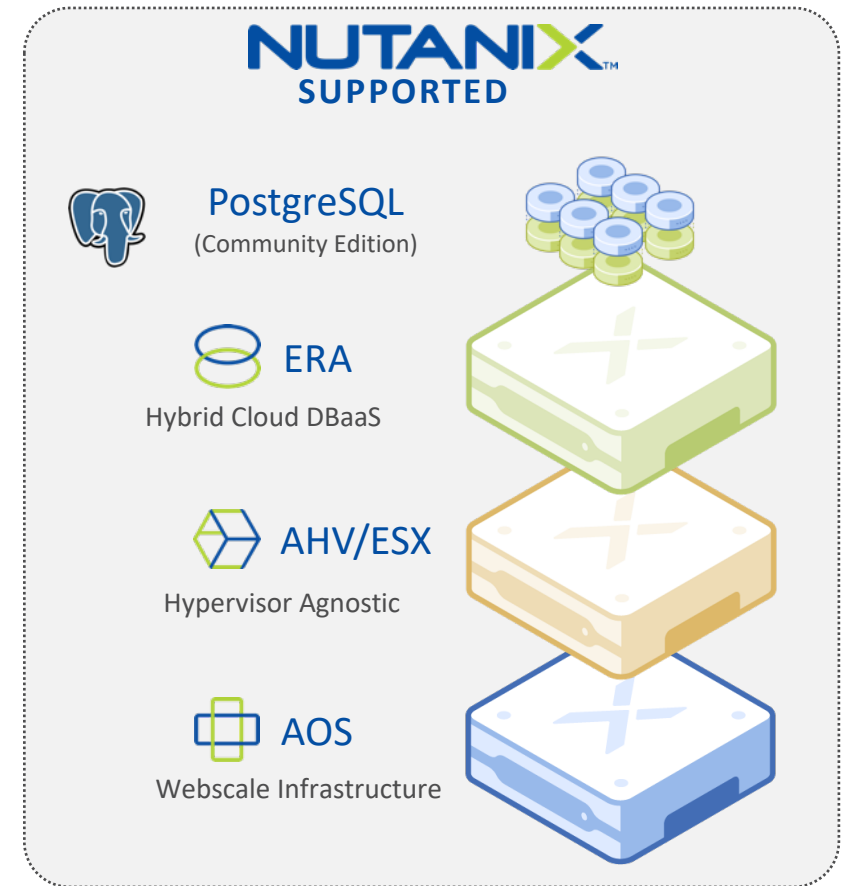 NUTANIX™
SUPPORTED
PostgreSQL
(Community Edition)
ERA
Hybrid Cloud DBaaS
AHV/ESX
Hypervisor Agnostic
AOS
Webscale Infrastructure